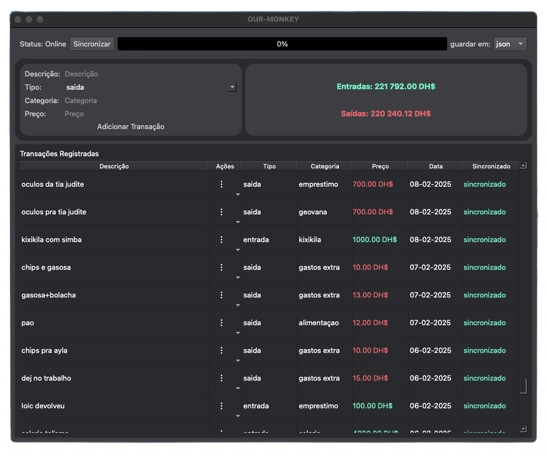 OUR-MONKEY
Status: Online Sincronizar 0% guardar em: json
Descrição: Descrição
Tipo: saida
Categoria: Categoria
Preço: Preço
Adicionar Transação
Entradas: 221 792.00 DH$
Saídas: 220 240.12 DH$
Transações Registradas
Descrição Ações Tipo Categoria Preço Data Sincronizado
oculos da tia judite saida emprestimo 700.00 DH$ 08-02-2025 sincronizado
oculos pra tia judite saida geovana 700.00 DH$ 08-02-2025 sincronizado
kixikila com simba entrada kixikila 1000.00 DH$ 08-02-2025 sincronizado
chips e gasosa saida gastos extra 10.00 DH$ 07-02-2025 sincronizado
gasosa+bolacha saida gastos extra 13.00 DH$ 07-02-2025 sincronizado
pao saida alimentaçao 12.00 DH$ 07-02-2025 sincronizado
chips pra ayla saida gastos extra 10.00 DH$ 06-02-2025 sincronizado
dej no trabalho saida gastos extra 15.00 DH$ 06-02-2025 sincronizado
loic devolveu entrada emprestimo 100.00 DH$ 06-02-2025 sincronizado